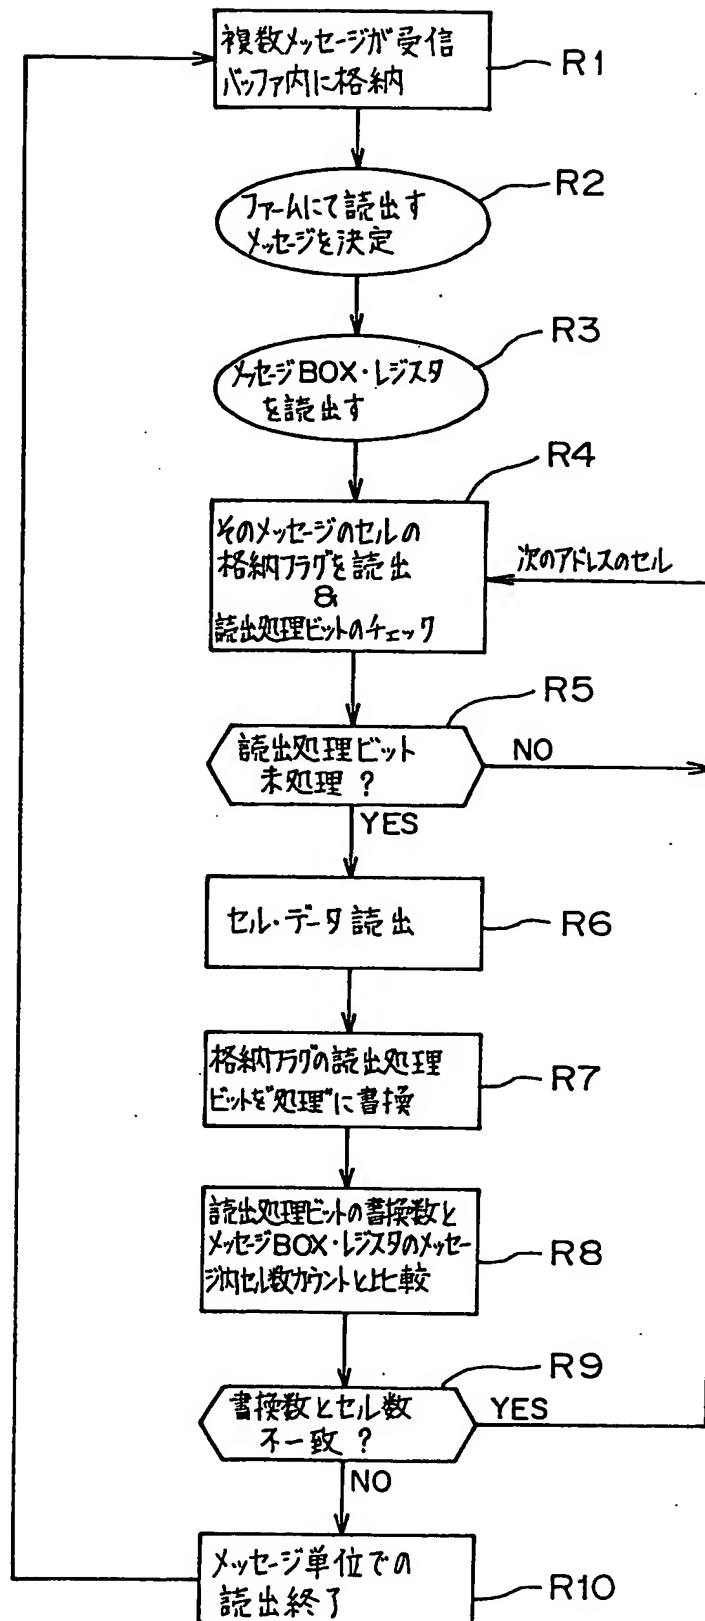 複数メッセージが受信
バッファ内に格納
R1
ファームにて読出す
メッセージを決定
R2
メッセージBOX・レジスタ
を読出す
R3
そのメッセージのセルの
格納フラグを読出
&
読出処理ビットのチェック
R4
次のアドレスのセル
読出処理ビット
未処理?
R5
NO
YES
セル・データ読出
R6
格納フラグの読出処理
ビットを"処理"に書換
R7
読出処理ビットの書換数と
メッセージBOX・レジスタのメッセー
ジ内セル数カウントと比較
R8
書換数とセル数
不一致?
R9
YES
NO
メッセージ単位での
読出終了
R10